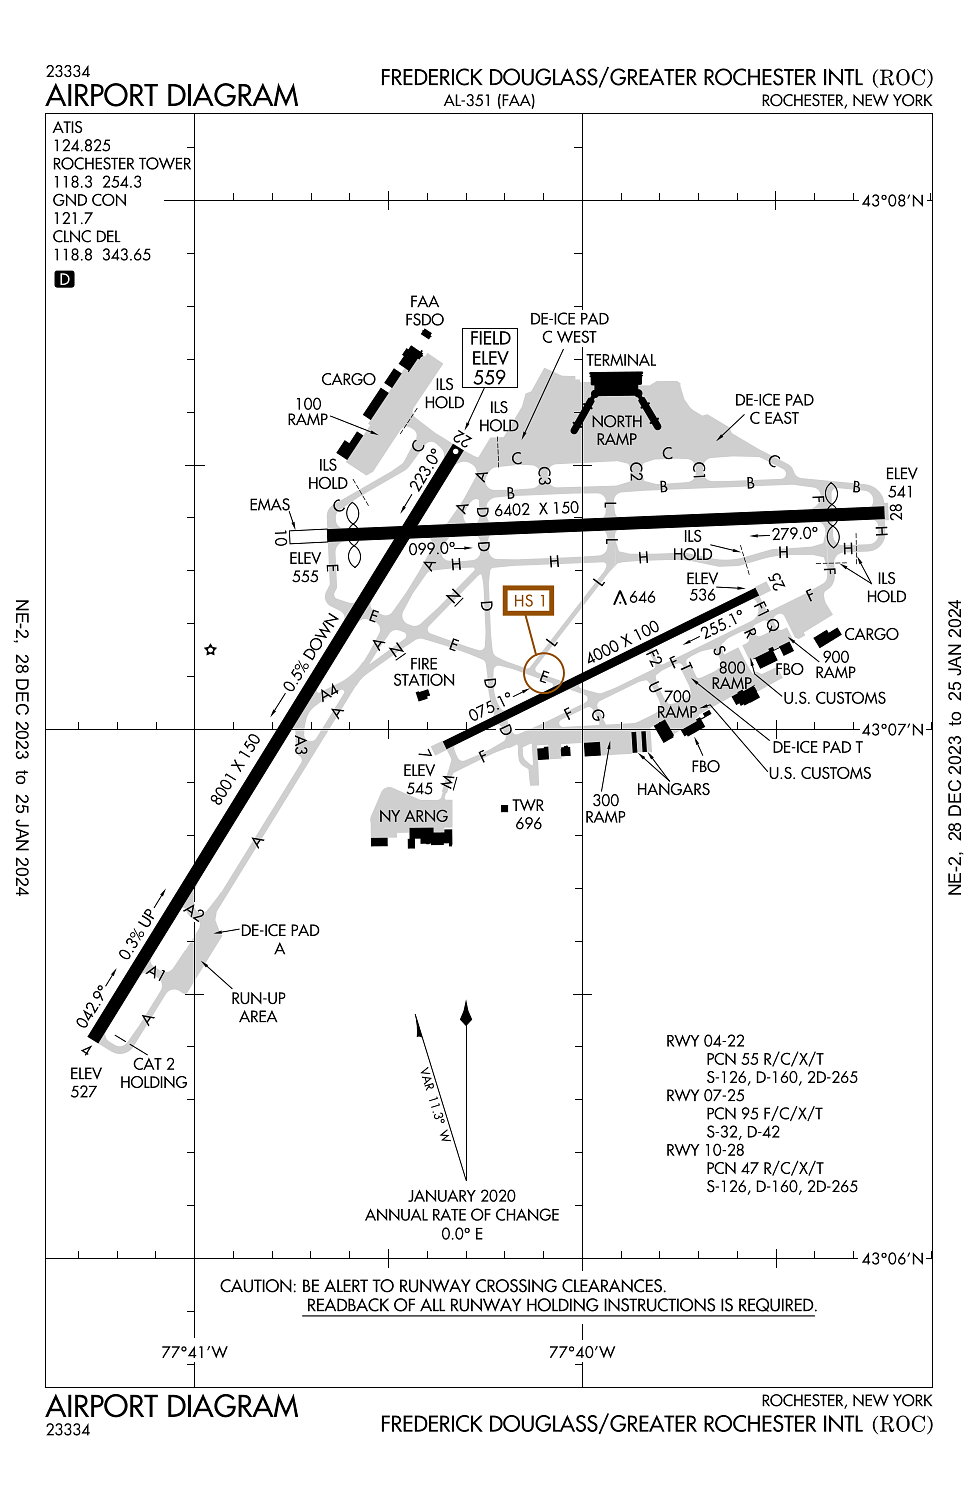 23334
AIRPORT DIAGRAM
FREDERICK DOUGLASS/GREATER ROCHESTER INTL (ROC)
AL-351 (FAA)
ROCHESTER, NEW YORK
ATIS
124.825
ROCHESTER TOWER
118.3 254.3
GND CON
121.7
CLNC DEL
118.8 343.65
D
43°08'N
FAA
FSDO
FIELD
ELEV
559
DE-ICE PAD
C WEST
TERMINAL
CARGO
100
RAMP
ILS
HOLD
ILS
HOLD
NORTH
RAMP
DE-ICE PAD
C EAST
22
C
223.0°
ILS
HOLD
A
C
C3
C2
C
C1
C
B
B
B
B
F
ELEV
541
28
EMAS
C
10
A
D
6402 X 150
L
279.0°
H
ELEV
555
099.0°
D
L
ILS
HOLD
H
H
H
H
H
E
A
F
ILS
HOLD
ELEV
536
25
N
D
HS 1
L
646
F
F1
Q
R
255.1°
4000 X 100
CARGO
E
A
N
E
L
F2
F
T
S
900
RAMP
FBO
800
RAMP
U.S. CUSTOMS
0.5% DOWN
FIRE
STATION
D
E
U
700
RAMP
A4
A
075.1°
F
G
D
DE-ICE PAD T
43°07'N
A3
8001 X 150
7
F
ELEV
545
M
FBO
U.S. CUSTOMS
HANGARS
300
RAMP
TWR
696
NY ARNG
A
A2
0.3% UP
DE-ICE PAD
A
A1
RUN-UP
AREA
042.9°
A
4
ELEV
527
CAT 2
HOLDING
VAR 11.3° W
JANUARY 2020
ANNUAL RATE OF CHANGE
0.0° E
RWY 04-22
PCN 55 R/C/X/T
S-126, D-160, 2D-265
RWY 07-25
PCN 95 F/C/X/T
S-32, D-42
RWY 10-28
PCN 47 R/C/X/T
S-126, D-160, 2D-265
43°06'N
CAUTION: BE ALERT TO RUNWAY CROSSING CLEARANCES.
READBACK OF ALL RUNWAY HOLDING INSTRUCTIONS IS REQUIRED.
77°41'W
77°40'W
AIRPORT DIAGRAM
23334
ROCHESTER, NEW YORK
FREDERICK DOUGLASS/GREATER ROCHESTER INTL (ROC)
NE-2, 28 DEC 2023 to 25 JAN 2024
NE-2, 28 DEC 2023 to 25 JAN 2024